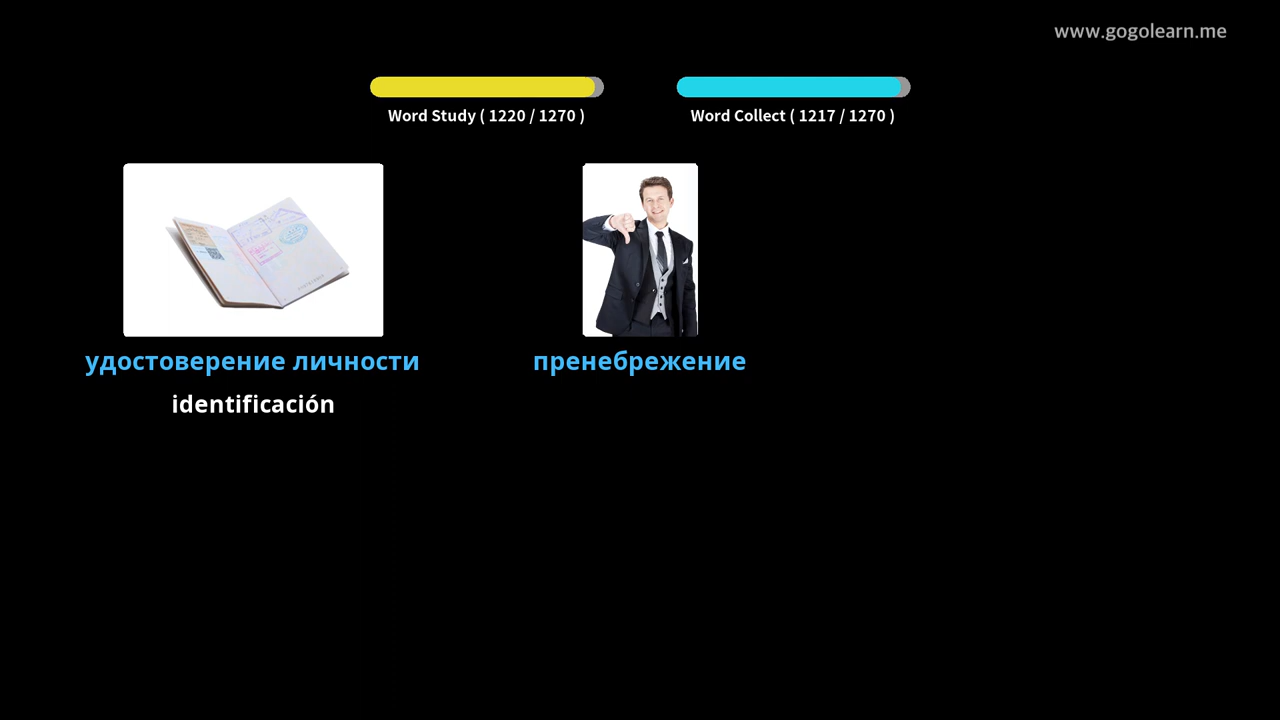 www.gogolearn.me
Word Study ( 1220 / 1270 )
Word Collect ( 1217 / 1270 )
удостоверение личности
пренебрежение
identificación